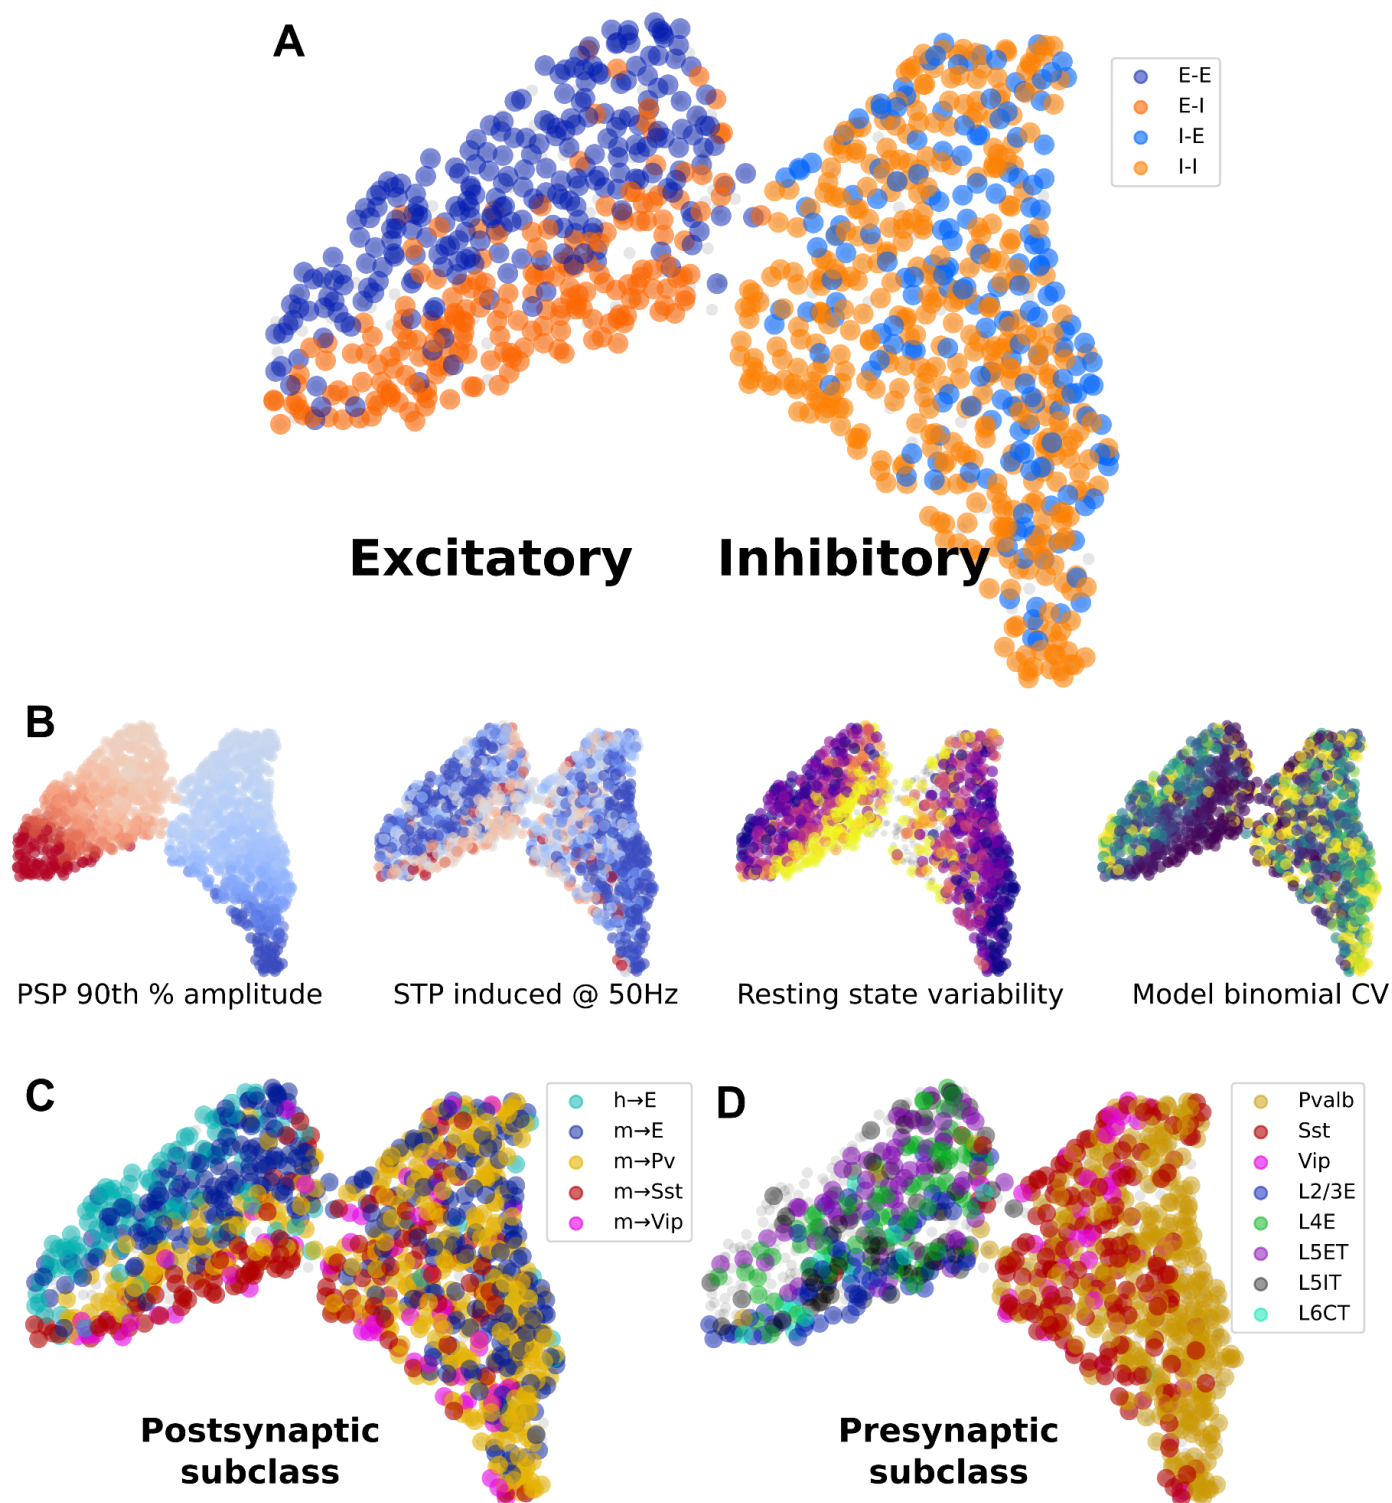 A
E-E
E-I
I-E
I-I
Excitatory
Inhibitory
B
PSP 90th % amplitude
STP induced @ 50Hz
Resting state variability
Model binomial CV
C
h→E
m→E
m→Pv
m→Sst
m→Vip
Postsynaptic
subclass
D
Pvalb
Sst
Vip
L2/3E
L4E
L5ET
L5IT
L6CT
Presynaptic
subclass